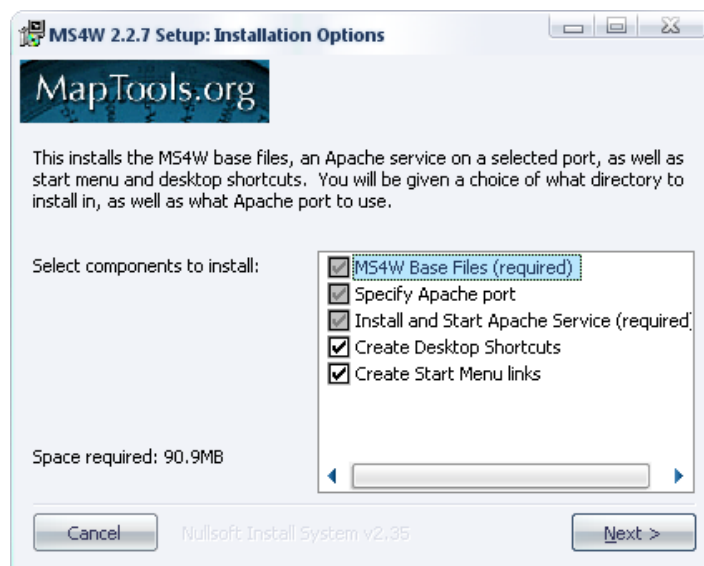 MS4W 2.2.7 Setup: Installation Options
MapTools.org
This installs the MS4W base files, an Apache service on a selected port, as well as
start menu and desktop shortcuts.  You will be given a choice of what directory to
install in, as well as what Apache port to use.
Select components to install:
MS4W Base Files (required)
Specify Apache port
Install and Start Apache Service (required
Create Desktop Shortcuts
Create Start Menu links
Space required: 90.9MB
Cancel
Nullsoft Install System v2.35
Next >